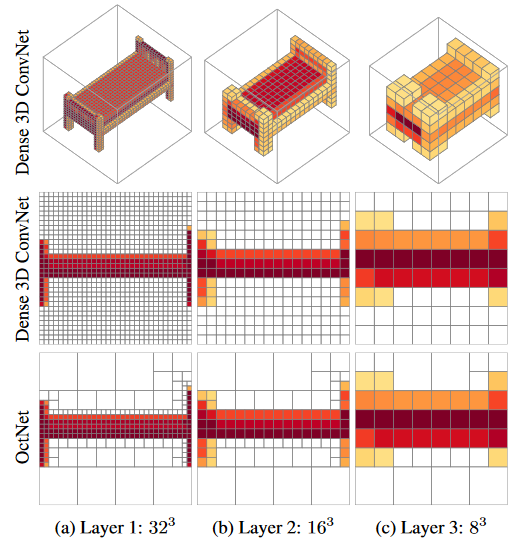 Dense 3D ConvNet
Dense 3D ConvNet
OctNet
(a) Layer 1: 32³
(b) Layer 2: 16³
(c) Layer 3: 8³